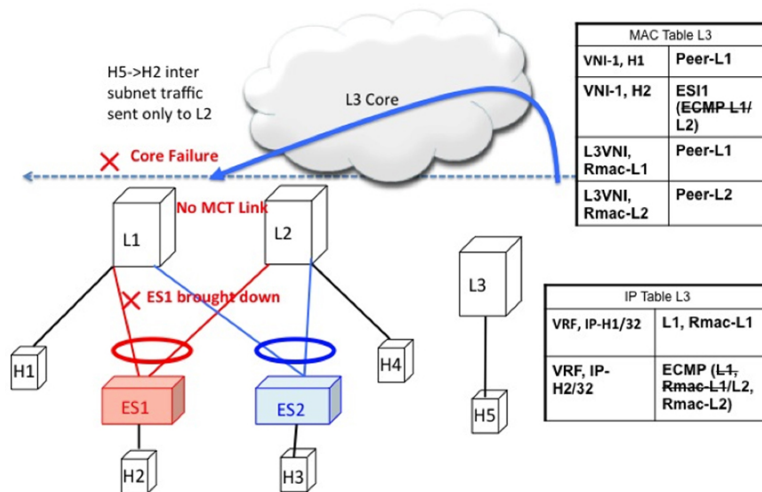 H5->H2 inter
subnet traffic
sent only to L2
L3 Core
Core Failure
No MCT Link
L1
L2
L3
ES1 brought down
H1
H4
ES1
ES2
H5
H2
H3
MAC Table L3
VNI-1, H1 Peer-L1
VNI-1, H2 ESI1
(ECMP L1/
L2)
L3VNI, Peer-L1
Rmac-L1
L3VNI, Peer-L2
Rmac-L2
IP Table L3
VRF, IP-H1/32 L1, Rmac-L1
VRF, IP- ECMP (L1,
H2/32 Rmac-L1/L2,
Rmac-L2)